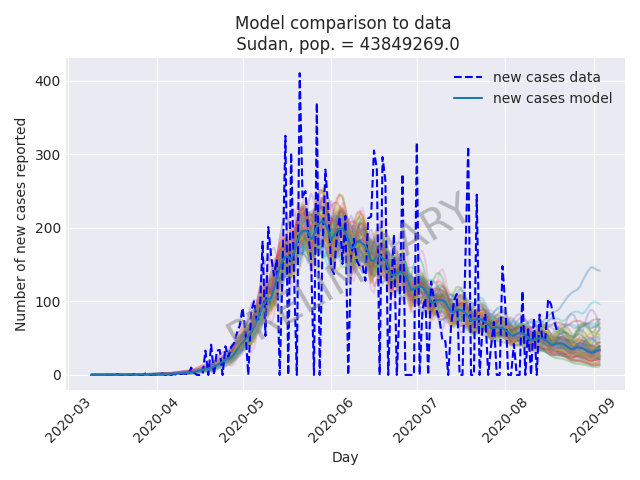 Model comparison to data
Sudan, pop. = 43849269.0
new cases data
new cases model
PRELIMINARY
Number of new cases reported
400
300
200
100
0
2020-03
2020-04
2020-05
2020-06
2020-07
2020-08
2020-09
Day